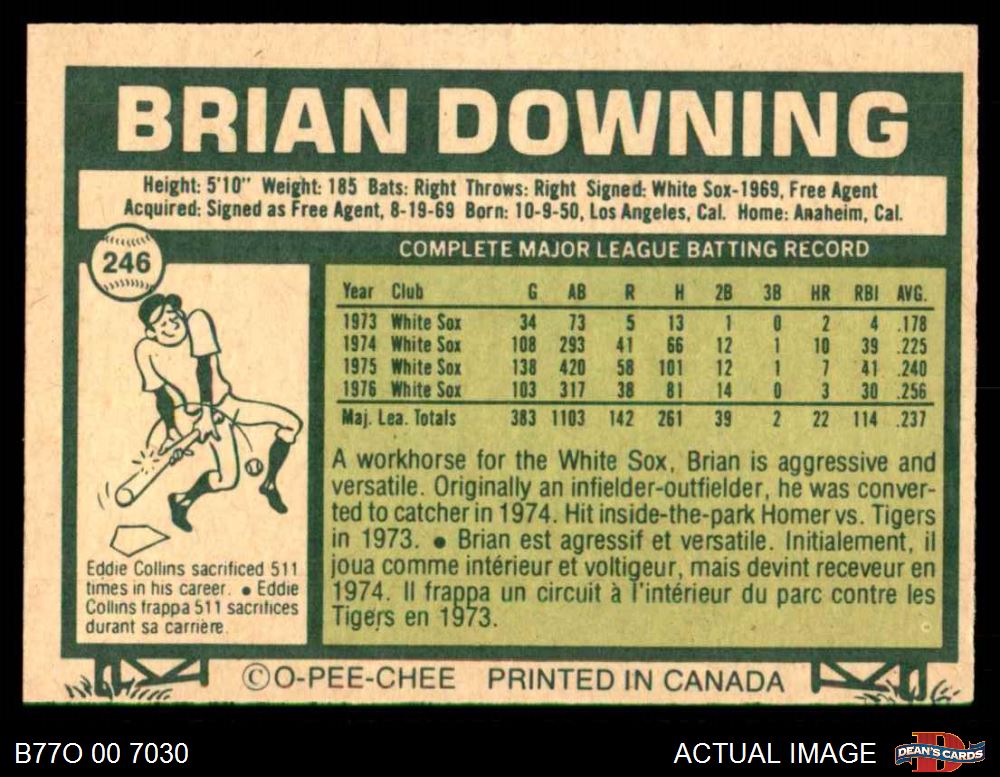 BRIAN DOWNING
Height: 5'10" Weight: 185 Bats: Right Throws: Right Signed: White Sox-1969, Free Agent
Acquired: Signed as Free Agent, 8-19-69 Born: 10-9-50, Los Angeles, Cal. Home: Anaheim, Cal.
246
COMPLETE MAJOR LEAGUE BATTING RECORD
Year Club G AB R H 2B 3B HR RBI AVG.
1973 White Sox 34 73 5 13 1 0 2 4 .178
1974 White Sox 108 293 41 66 12 1 10 39 .225
1975 White Sox 138 420 58 101 12 1 7 41 .240
1976 White Sox 103 317 38 81 14 0 3 30 .256
Maj. Lea. Totals 383 1103 142 261 39 2 22 114 .237
A workhorse for the White Sox, Brian is aggressive and
versatile. Originally an infielder-outfielder, he was conver-
ted to catcher in 1974. Hit inside-the-park Homer vs. Tigers
in 1973. ● Brian est agressif et versatile. Initialement, il
joua comme intérieur et voltigeur, mais devint receveur en
1974. Il frappa un circuit à l'intérieur du parc contre les
Tigers en 1973.
Eddie Collins sacrificed 511
times in his career. ● Eddie
Collins frappa 511 sacrifices
durant sa carrière.
©O-PEE-CHEE PRINTED IN CANADA
B77O 00 7030
ACTUAL IMAGE
DEAN'S CARDS